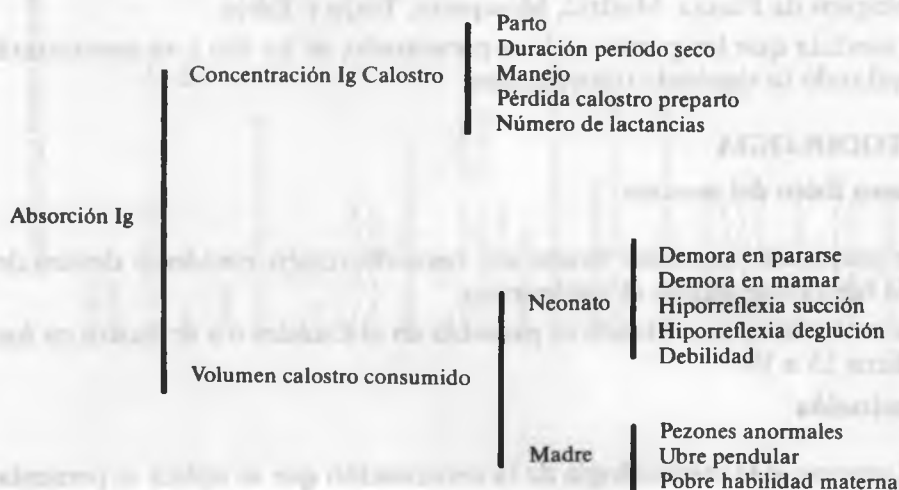 Parto
Duración período seco
Concentración Ig Calostro
Manejo
Pérdida calostro preparto
Número de lactancias
Absorción Ig
Demora en pararse
Demora en mamar
Neonato
Hiporreflexia succión
Hiporreflexia deglución
Debilidad
Volumen calostro consumido
Pezones anormales
Madre
Ubre pendular
Pobre habilidad materna